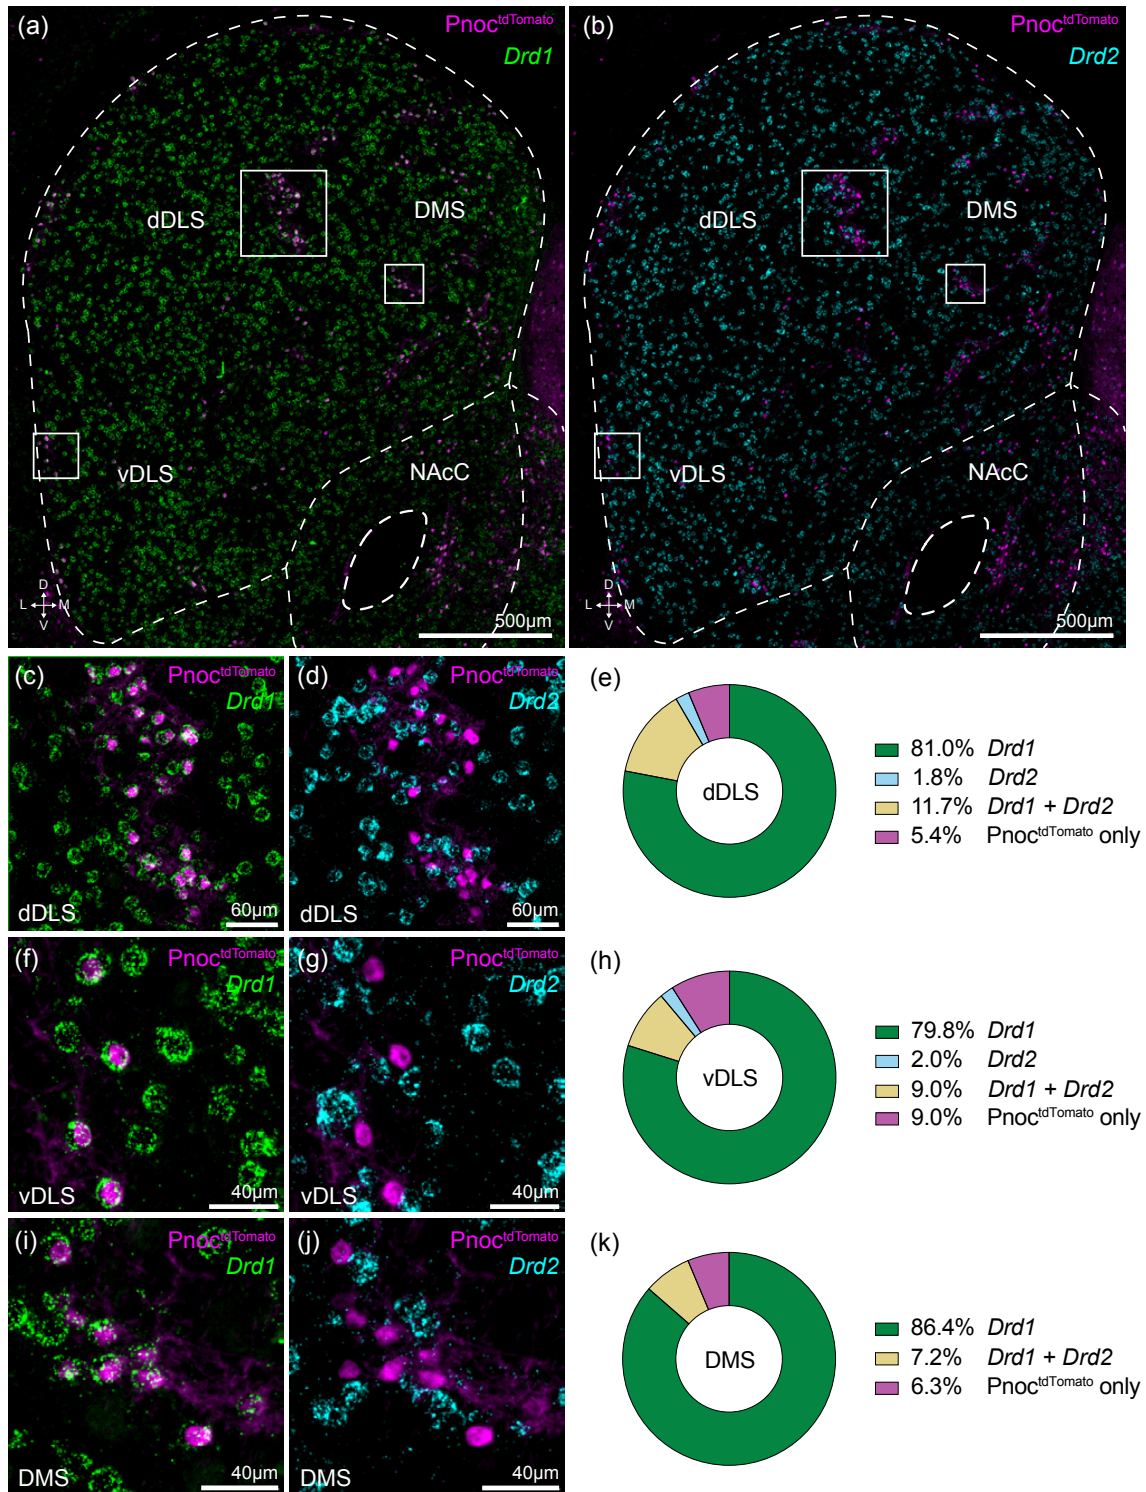 (a) Pnoc^tdTomato
Drd1
dDLS
DMS
vDLS
NAcC
D
L M
V
500µm
(b) Pnoc^tdTomato
Drd2
dDLS
DMS
vDLS
NAcC
D
L M
V
500µm
(c) Pnoc^tdTomato
Drd1
dDLS
60µm
(d) Pnoc^tdTomato
Drd2
dDLS
60µm
(e)
dDLS
81.0% Drd1
1.8% Drd2
11.7% Drd1 + Drd2
5.4% Pnoc^tdTomato only
(f) Pnoc^tdTomato
Drd1
vDLS
40µm
(g) Pnoc^tdTomato
Drd2
vDLS
40µm
(h)
vDLS
79.8% Drd1
2.0% Drd2
9.0% Drd1 + Drd2
9.0% Pnoc^tdTomato only
(i) Pnoc^tdTomato
Drd1
DMS
40µm
(j) Pnoc^tdTomato
Drd2
DMS
40µm
(k)
DMS
86.4% Drd1
7.2% Drd1 + Drd2
6.3% Pnoc^tdTomato only